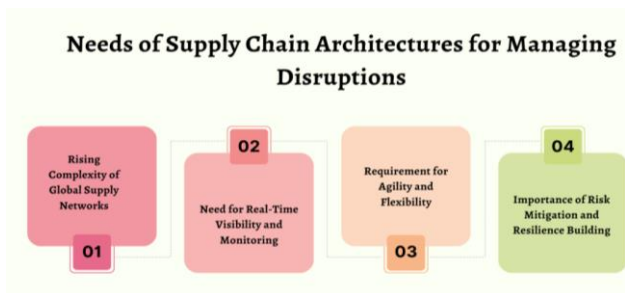 Needs of Supply Chain Architectures for Managing
Disruptions
Rising
Complexity of
Global Supply
Networks
01
02
Need for Real-Time
Visibility and
Monitoring
Requirement for
Agility and
Flexibility
03
04
Importance of Risk
Mitigation and
Resilience Building